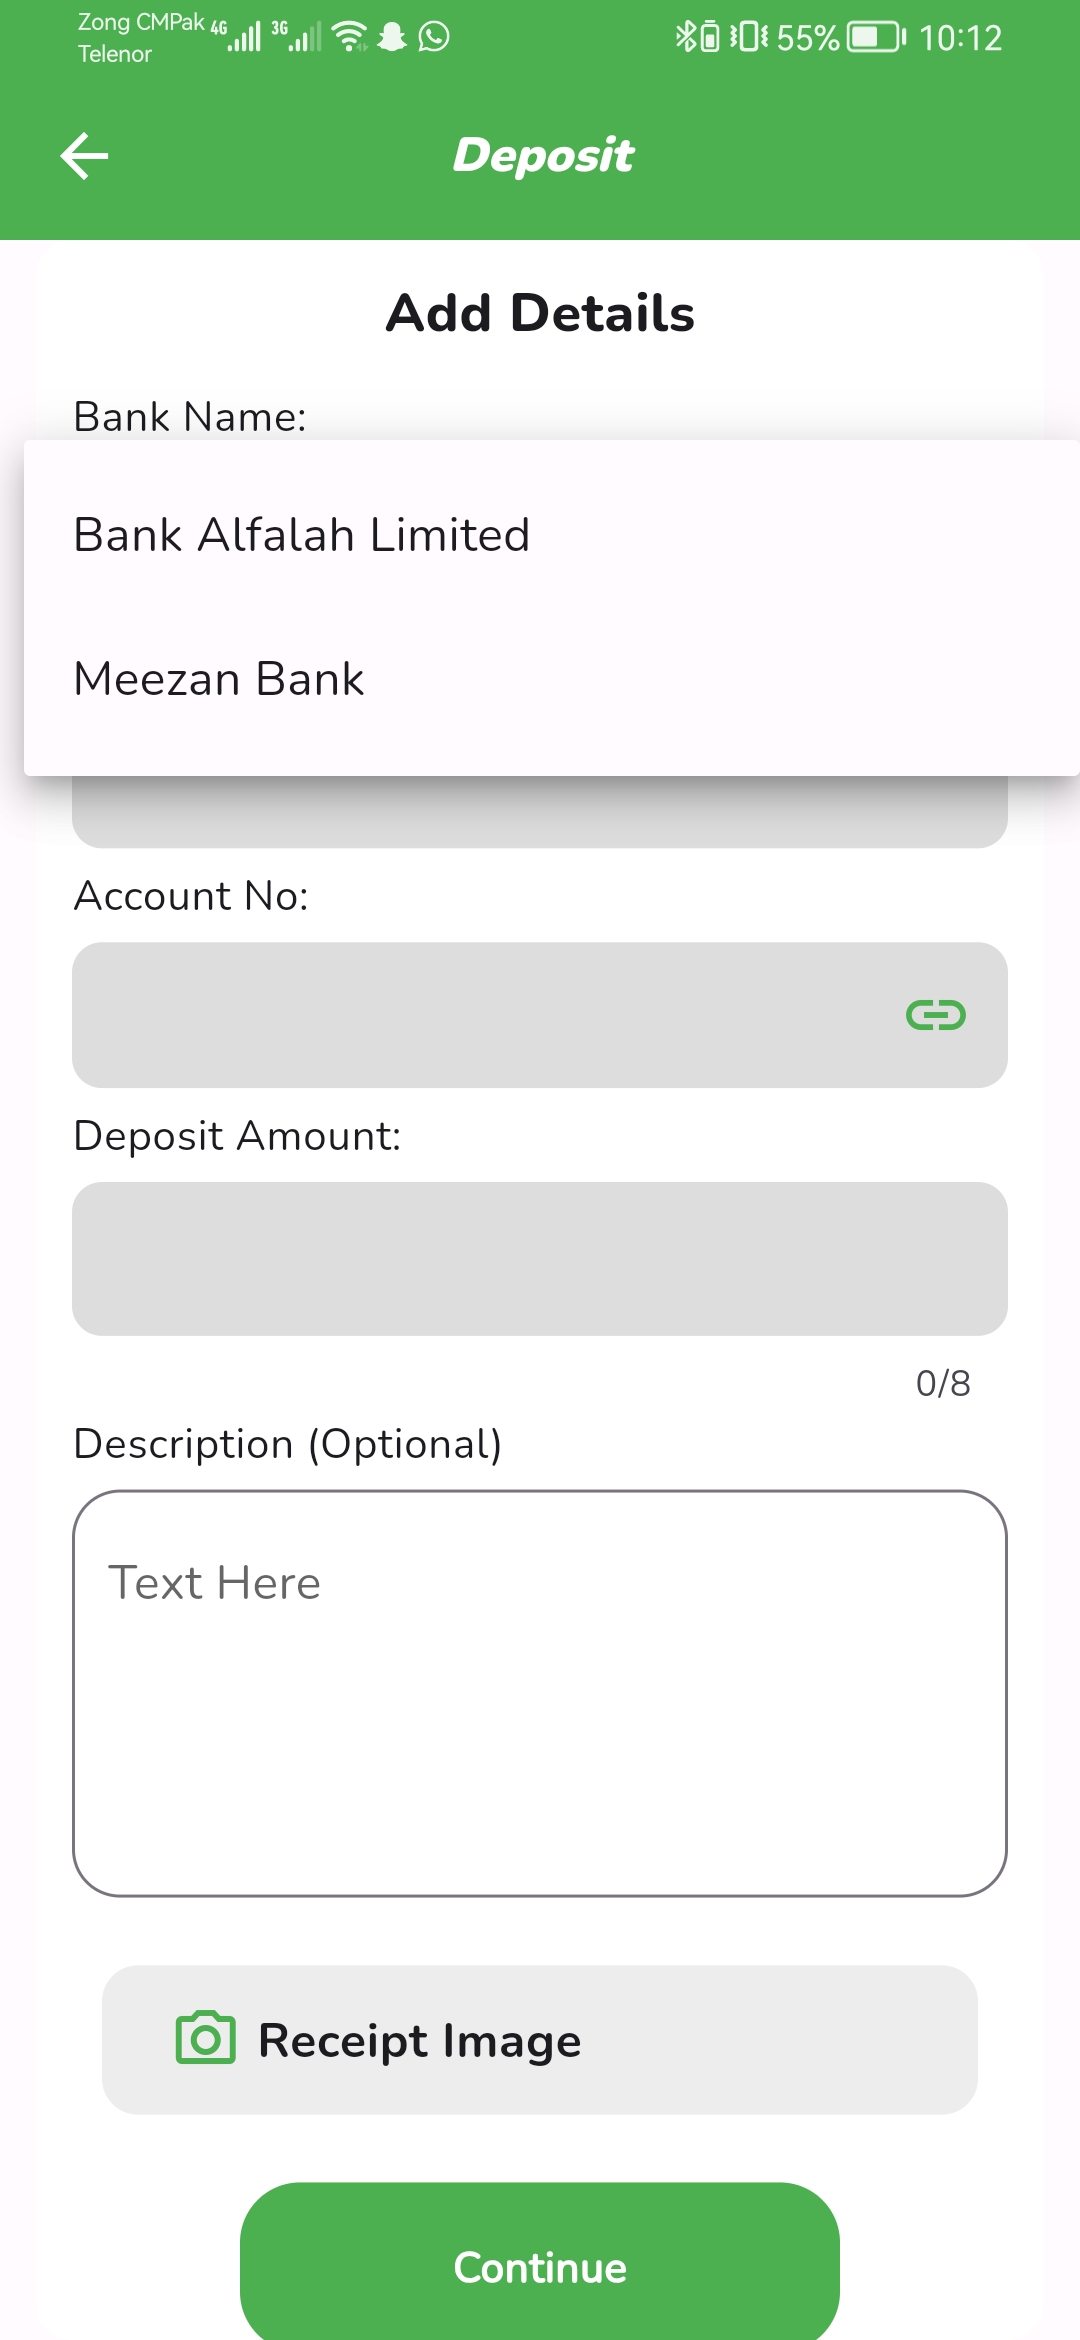 Zong CMPak 4G 3G 55% 10:12
Telenor
Deposit
Add Details
Bank Name:
Bank Alfalah Limited
Meezan Bank
Account No:
Deposit Amount:
0/8
Description (Optional)
Text Here
Receipt Image
Continue